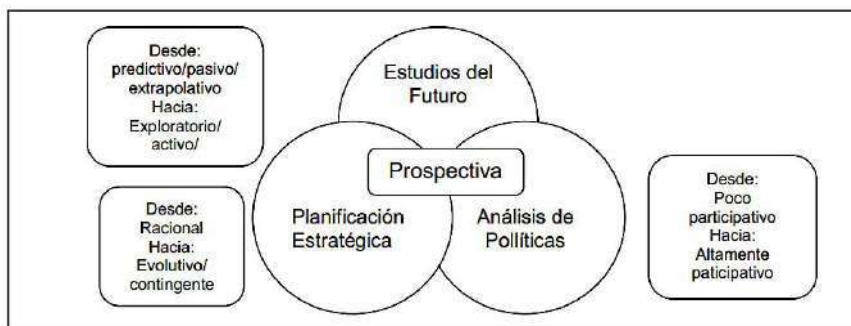 Desde:
predictivo/pasivo/
extrapolativo
Hacia:
Exploratorio/
activo/
Estudios del
Futuro
Prospectiva
Desde:
Racional
Hacia:
Evolutivo/
contingente
Planificación
Estratégica
Análisis de
Pollíticas
Desde:
Poco
participativo
Hacia:
Altamente
paticipativo